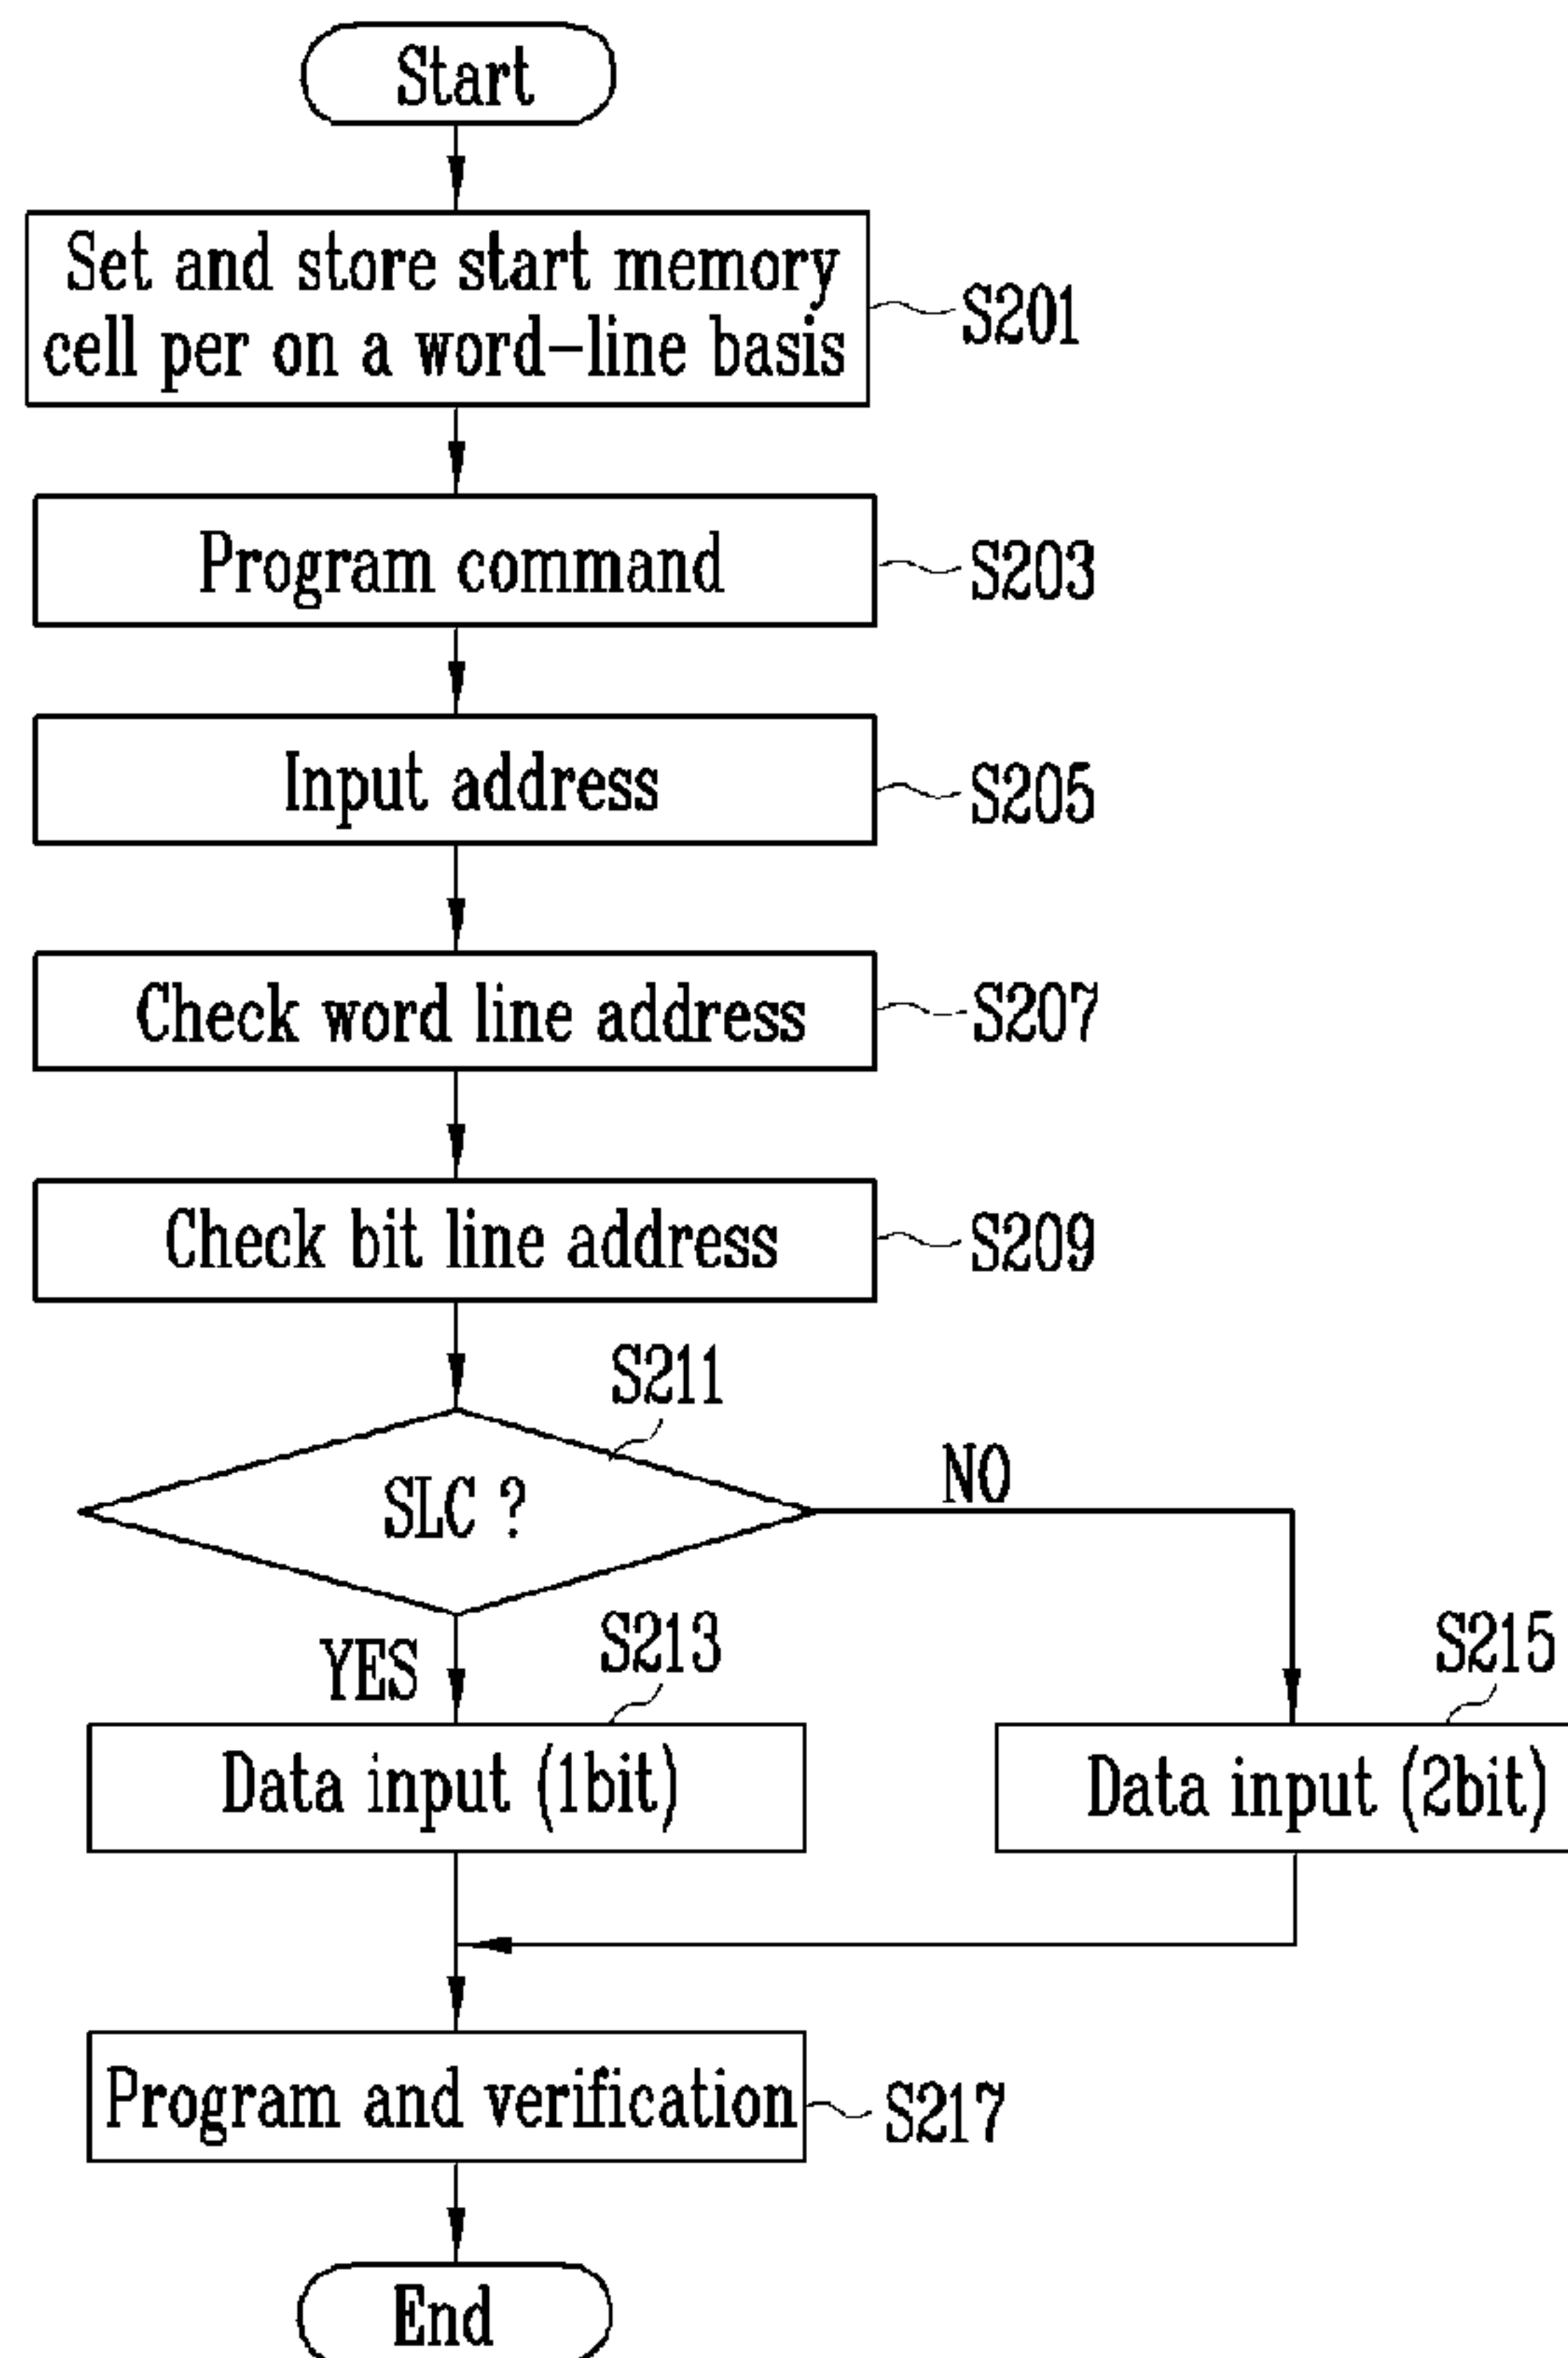 Start
Set and store start memory
cell per on a word-line basis
S201
Program command
S203
Input address
S205
Check word line address
S207
Check bit line address
S209
S211
SLC ?
NO
YES
S213
S215
Data input (1bit)
Data input (2bit)
Program and verification
S217
End